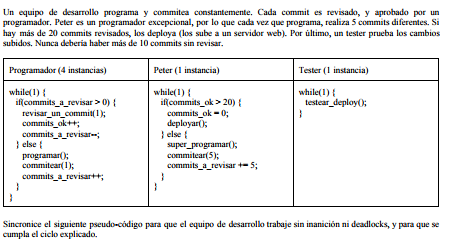 Un equipo de desarrollo programa y commitea constantemente. Cada commit es revisado, y aprobado por un
programador. Peter es un programador excepcional, por lo que cada vez que programa, realiza 5 commits diferentes. Si
hay más de 20 commits revisados, los deploya (los sube a un servidor web). Por último, un tester prueba los cambios
subidos. Nunca debería haber más de 10 commits sin revisar.
Programador (4 instancias)
while(1) {
if(commits_a_revisar > 0) {
revisar_un_commit(1);
commits_ok++;
commits_a_revisar--;
} else {
programar();
commitear(1);
commits_a_revisar++;
}
}
Peter (1 instancia)
while(1) {
if(commits_ok > 20) {
commits_ok = 0;
deployar();
} else {
super_programar();
commitear(5);
commits_a_revisar += 5;
}
}
Tester (1 instancia)
while(1) {
testear_deploy();
}
Sincronice el siguiente pseudo-código para que el equipo de desarrollo trabaje sin inanición ni deadlocks, y para que se
cumpla el ciclo explicado.